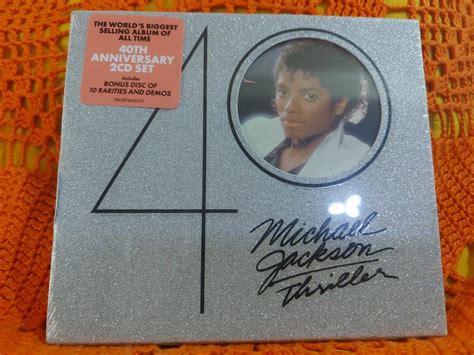 THE WORLD'S BIGGEST
SELLING ALBUM OF
ALL TIME
40TH
ANNIVERSARY
2CD SET
Includes
BONUS DISC OF
10 RARITIES AND DEMOS
40
Michael
Jackson
Thriller